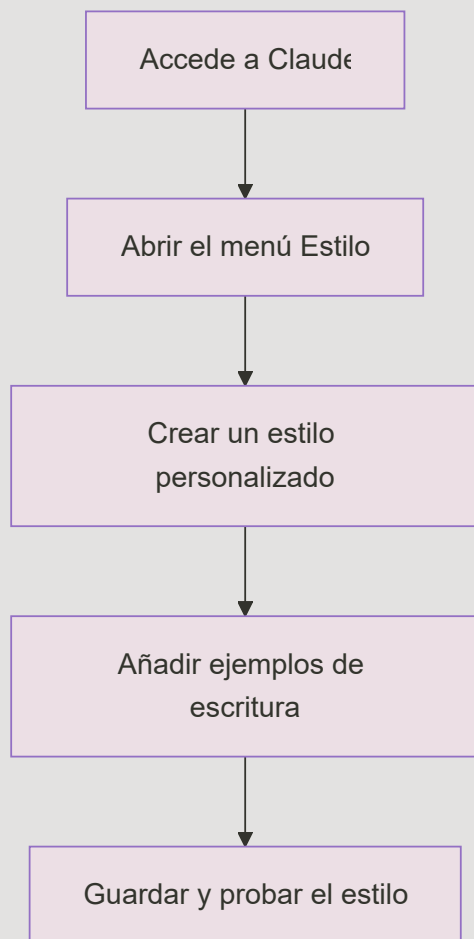 Accede a Claude
Abrir el menú Estilo
Crear un estilo
personalizado
Añadir ejemplos de
escritura
Guardar y probar el estilo